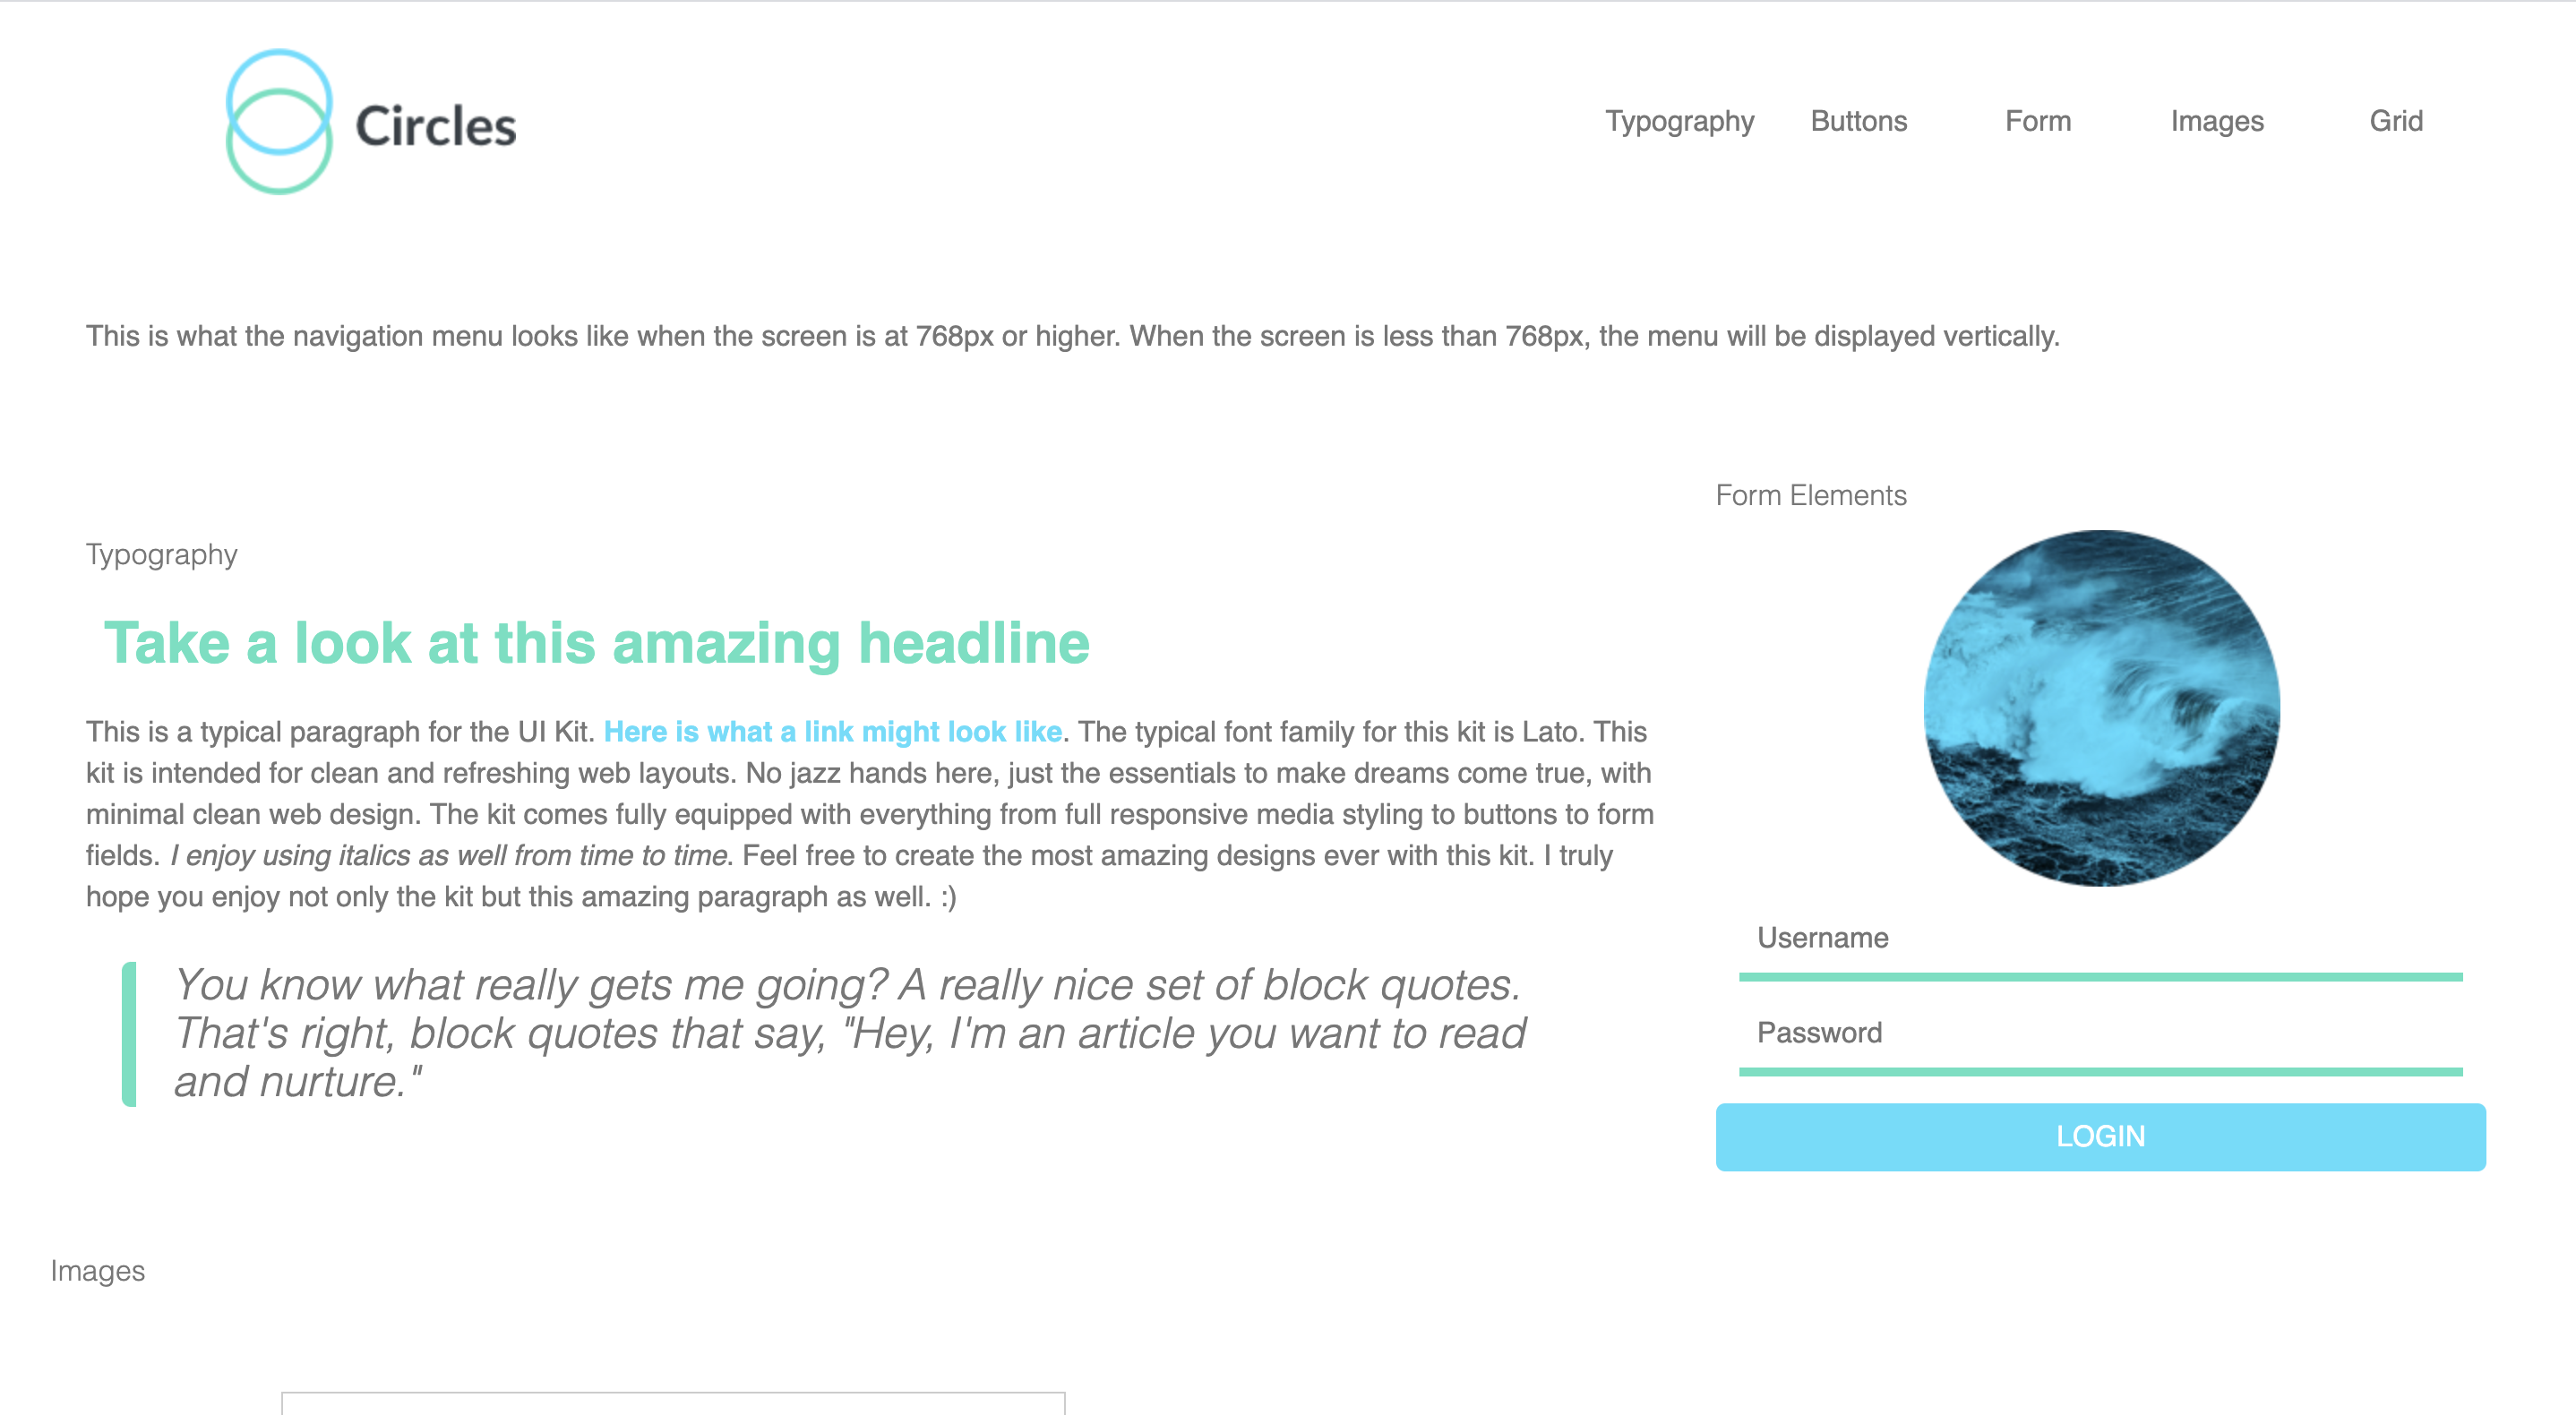 Circles
Typography Buttons Form Images Grid
This is what the navigation menu looks like when the screen is at 768px or higher. When the screen is less than 768px, the menu will be displayed vertically.
Typography
Take a look at this amazing headline
This is a typical paragraph for the UI Kit. Here is what a link might look like. The typical font family for this kit is Lato. This
kit is intended for clean and refreshing web layouts. No jazz hands here, just the essentials to make dreams come true, with
minimal clean web design. The kit comes fully equipped with everything from full responsive media styling to buttons to form
fields. I enjoy using italics as well from time to time. Feel free to create the most amazing designs ever with this kit. I truly
hope you enjoy not only the kit but this amazing paragraph as well. :)
You know what really gets me going? A really nice set of block quotes.
That's right, block quotes that say, "Hey, I'm an article you want to read
and nurture."
Form Elements
Username
Password
LOGIN
Images